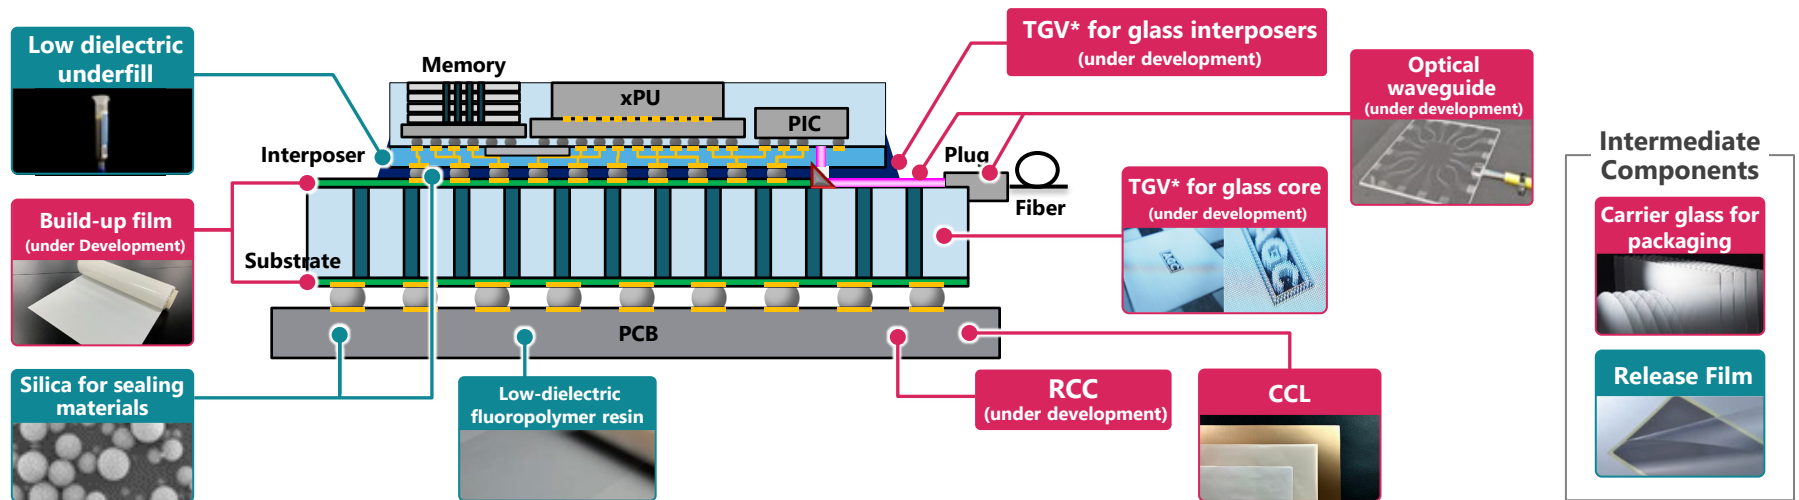 Low dielectric
underfill
Memory
xPU
PIC
TGV* for glass interposers
(under development)
Optical
waveguide
(under development)
Interposer
Plug
Fiber
Intermediate
Components
Build-up film
(under Development)
Substrate
TGV* for glass core
(under development)
Carrier glass for
packaging
PCB
Silica for sealing
materials
Low-dielectric
fluoropolymer resin
RCC
(under development)
CCL
Release Film